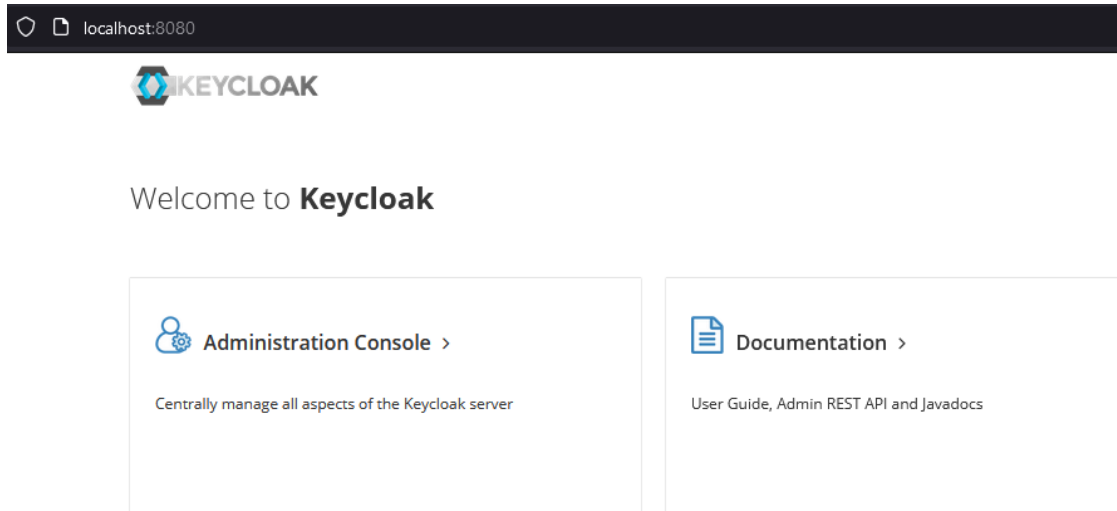 localhost:8080
KEYCLOAK
Welcome to Keycloak
Administration Console >
Centrally manage all aspects of the Keycloak server
Documentation >
User Guide, Admin REST API and Javadocs